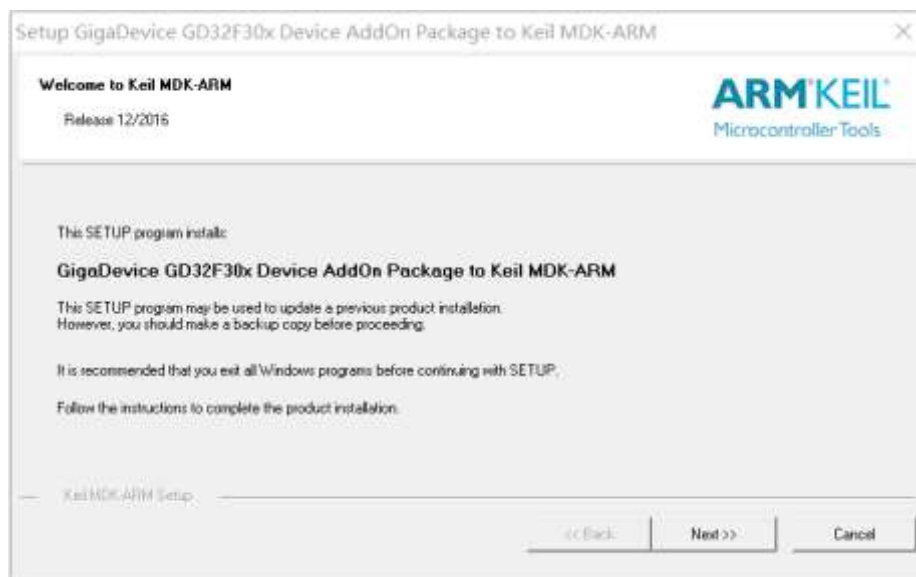 Setup GigaDevice GD32F30x Device AddOn Package to Keil MDK-ARM
Welcome to Keil MDK-ARM
Release 12/2016
ARM KEIL
Microcontroller Tools
This SETUP program installs:
GigaDevice GD32F30x Device AddOn Package to Keil MDK-ARM
This SETUP program may be used to update a previous product installation.
However, you should make a backup copy before proceeding.
It is recommended that you exit all Windows programs before continuing with SETUP.
Follow the instructions to complete the product installation.
Keil MDK-ARM Setup
<< Back
Next >>
Cancel